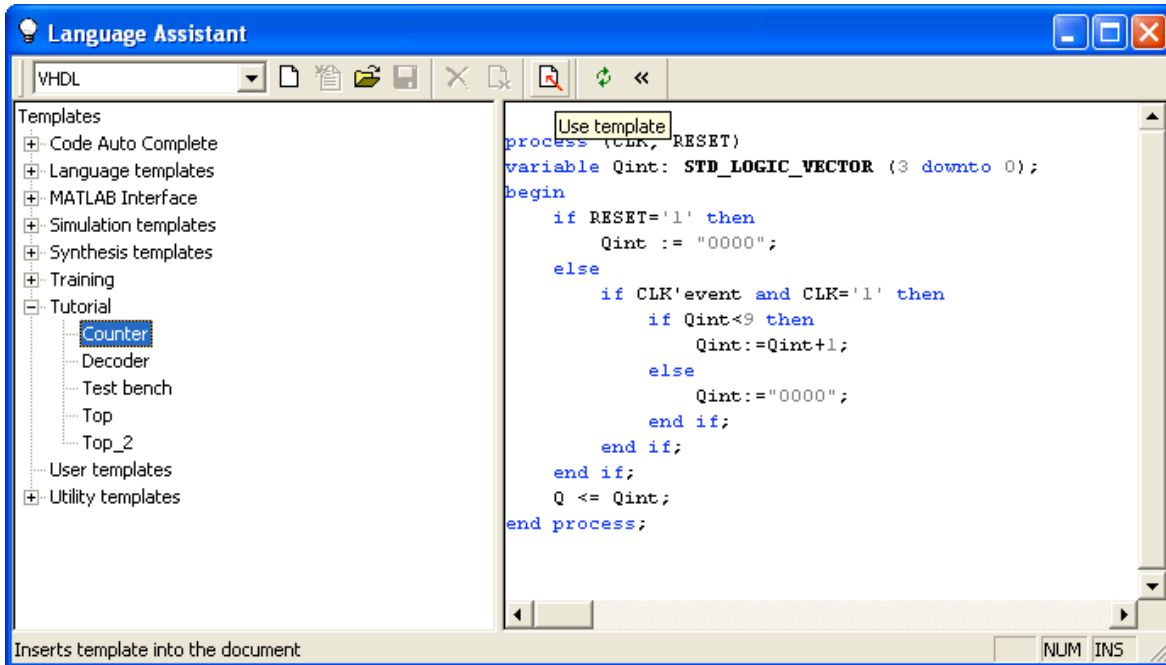 Language Assistant
VHDL
Templates
Code Auto Complete
Language templates
MATLAB Interface
Simulation templates
Synthesis templates
Training
Tutorial
Counter
Decoder
Test bench
Top
Top_2
User templates
Utility templates
Use template
process (CLK, RESET)
variable Qint: STD_LOGIC_VECTOR (3 downto 0);
begin
if RESET='1' then
Qint := "0000";
else
if CLK'event and CLK='1' then
if Qint<9 then
Qint:=Qint+1;
else
Qint:="0000";
end if;
end if;
end if;
Q <= Qint;
end process;
Inserts template into the document
NUM INS